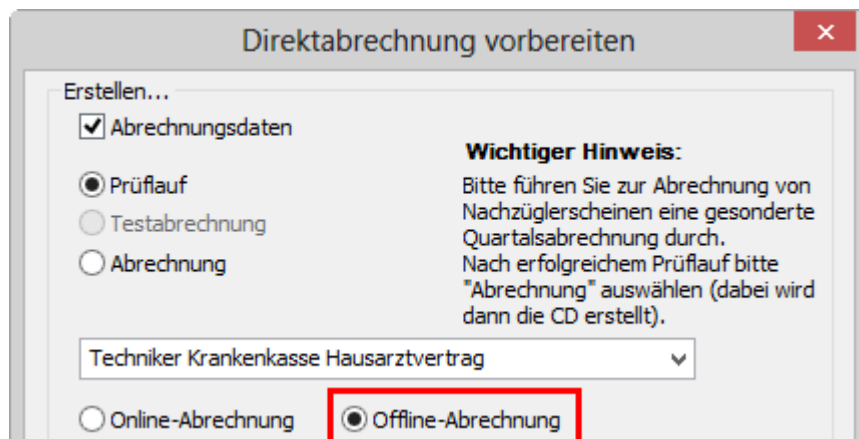 Direktabrechnung vorbereiten
Erstellen...
Abrechnungsdaten
Prüflauf
Testabrechnung
Abrechnung
Wichtiger Hinweis:
Bitte führen Sie zur Abrechnung von
Nachzüglerscheinen eine gesonderte
Quartalsabrechnung durch.
Nach erfolgreichem Prüflauf bitte
"Abrechnung" auswählen (dabei wird
dann die CD erstellt).
Techniker Krankenkasse Hausarztvertrag
Online-Abrechnung Offline-Abrechnung